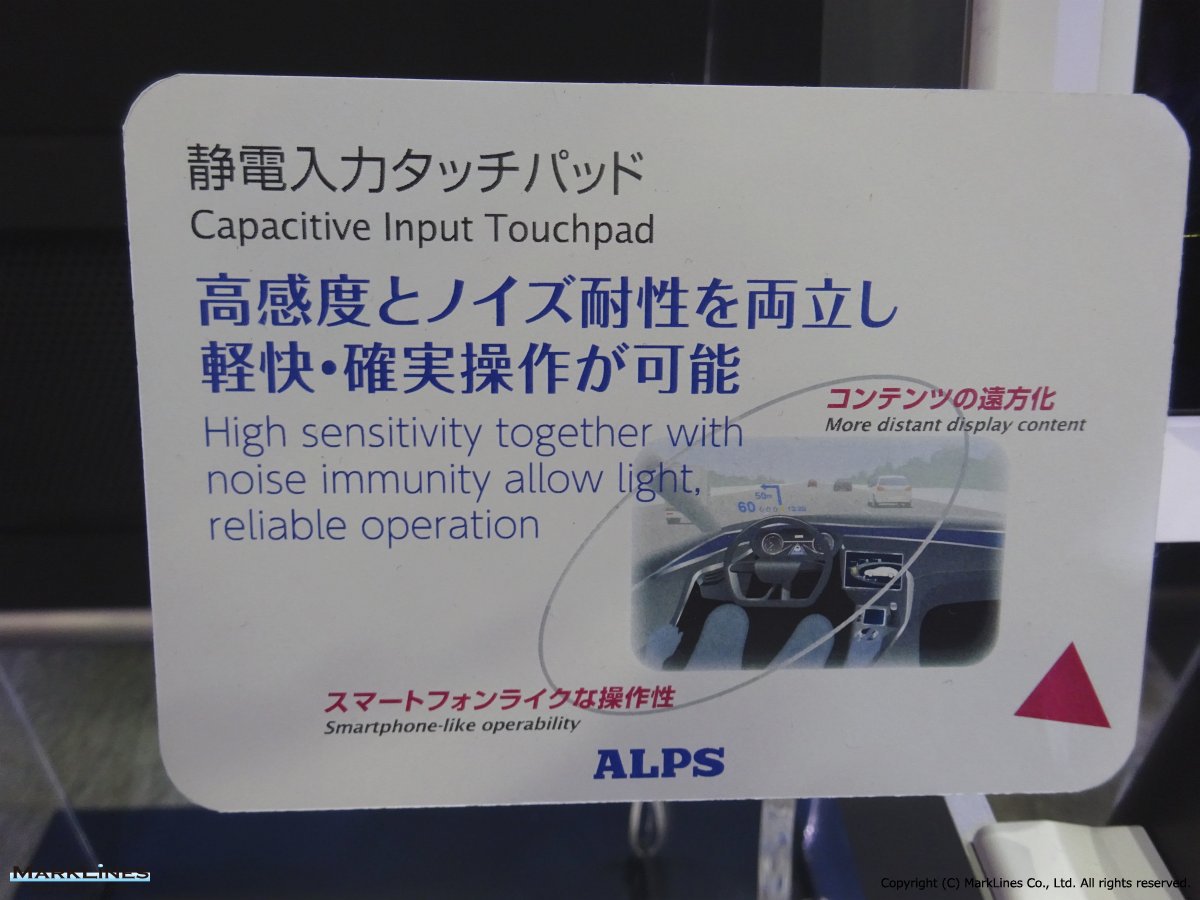 静電入力タッチパッド
Capacitive Input Touchpad
高感度とノイズ耐性を両立し
軽快・確実操作が可能
High sensitivity together with
noise immunity allow light,
reliable operation
コンテンツの遠方化
More distant display content
50m
60
スマートフォンライクな操作性
Smartphone-like operability
ALPS
MARKLINES
Copyright (C) MarkLines Co., Ltd. All rights reserved.